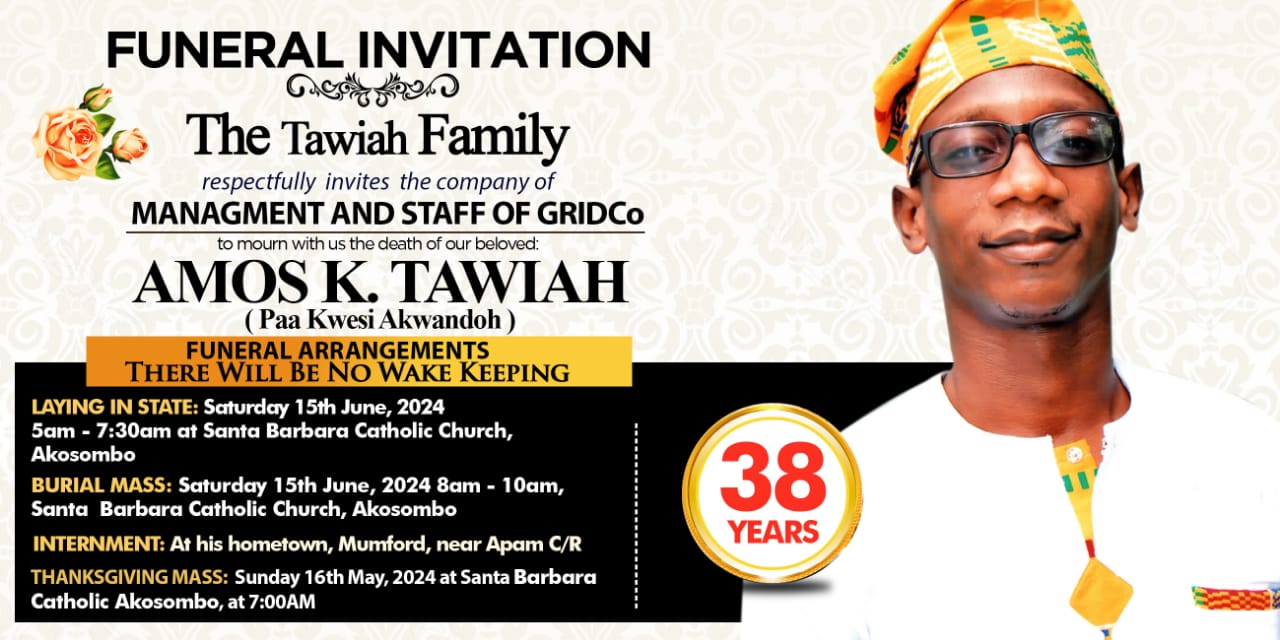 FUNERAL INVITATION
The Tawiah Family
respectfully invites the company of
MANAGMENT AND STAFF OF GRIDCo
to mourn with us the death of our beloved:
AMOS K. TAWIAH
( Paa Kwesi Akwandoh )
FUNERAL ARRANGEMENTS
THERE WILL BE NO WAKE KEEPING
LAYING IN STATE: Saturday 15th June, 2024
5am - 7:30am at Santa Barbara Catholic Church,
Akosombo
BURIAL MASS: Saturday 15th June, 2024 8am - 10am,
Santa Barbara Catholic Church, Akosombo
INTERNMENT: At his hometown, Mumford, near Apam C/R
THANKSGIVING MASS: Sunday 16th May, 2024 at Santa Barbara
Catholic Akosombo, at 7:00AM
38
YEARS